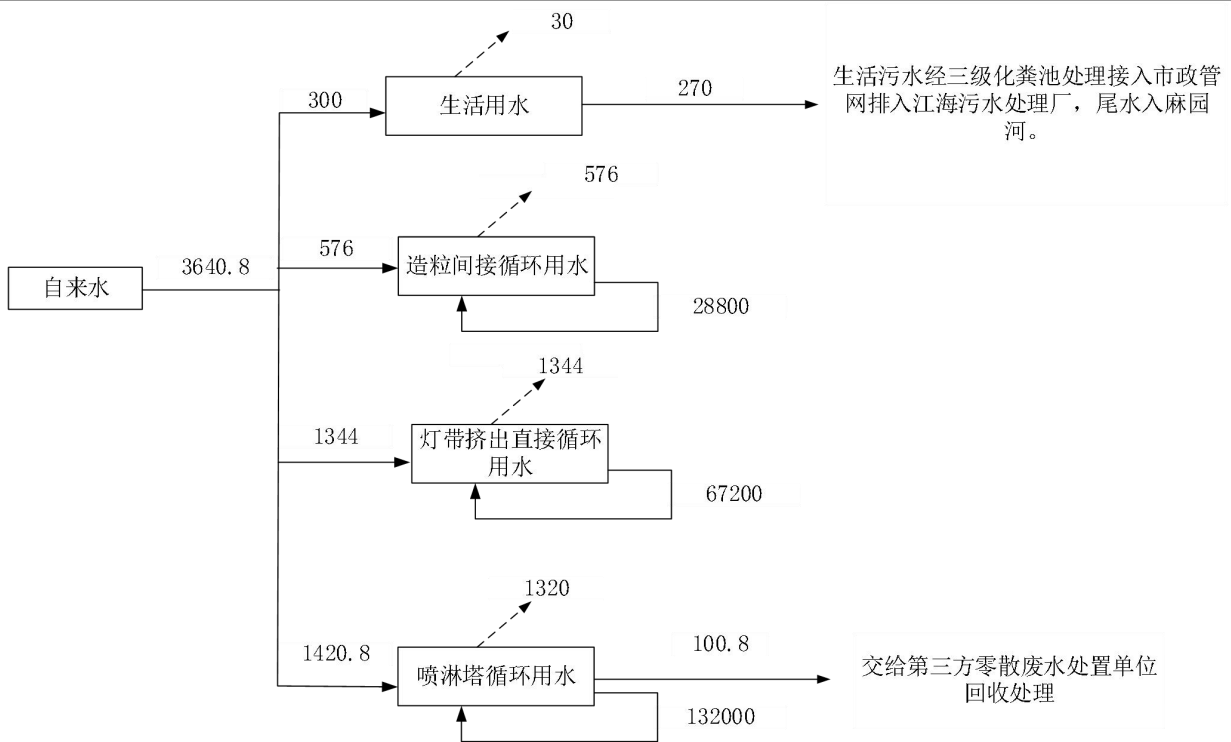 30
300
生活用水
270
生活污水经三级化粪池处理接入市政管
网排入江海污水处理厂，尾水入麻园
河。
576
自来水
3640.8
576
造粒间接循环用水
28800
1344
1344
灯带挤出直接循环
用水
67200
1320
1420.8
喷淋塔循环用水
100.8
132000
交给第三方零散废水处置单位
回收处理